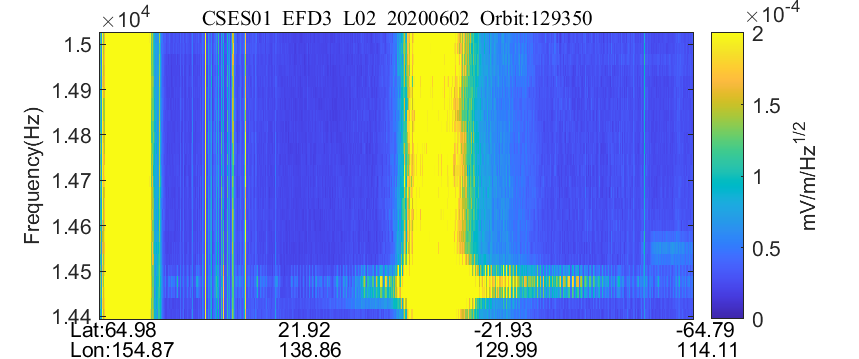 CSES01 EFD3 L02 20200602 Orbit:129350
×10⁴
1.5
1.49
1.48
1.47
1.46
1.45
1.44
Frequency(Hz)
Lat:64.98 21.92 -21.93 -64.79
Lon:154.87 138.86 129.99 114.11
×10⁻⁴
2
1.5
1
0.5
0
mV/m/Hz^1/2